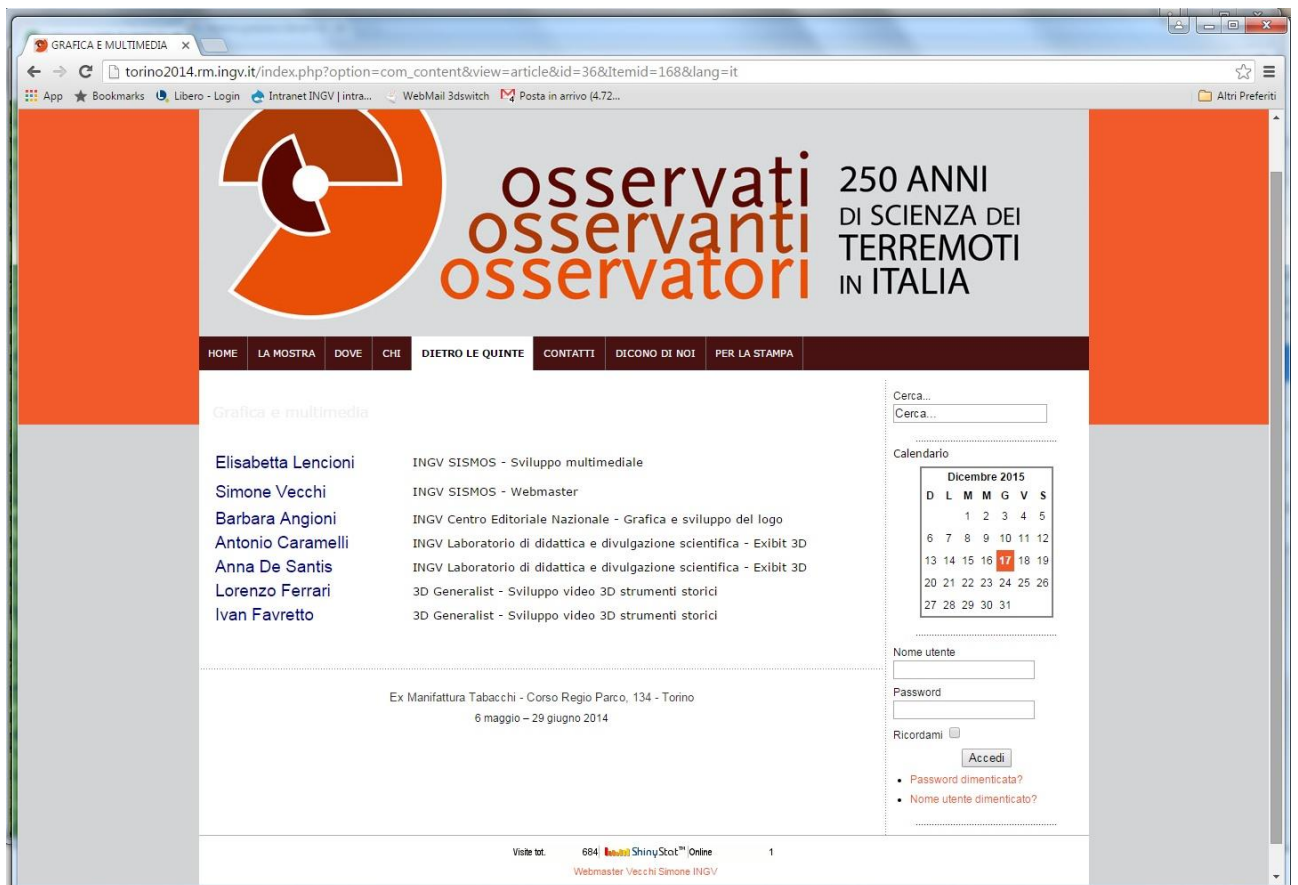 GRAFICA E MULTIMEDIA
torino2014.rm.ingv.it/index.php?option=com_content&view=article&id=36&Itemid=168&lang=it
App Bookmarks Libero - Login Intranet INGV | intra... WebMail 3dswitch Posta in arrivo (4.72... Altri Preferiti
osservati
osservanti
osservatori
250 ANNI
DI SCIENZA DEI
TERREMOTI
IN ITALIA
HOME LA MOSTRA DOVE CHI DIETRO LE QUINTE CONTATTI DICONO DI NOI PER LA STAMPA
Grafica e multimedia
Elisabetta Lencioni INGV SISMOS - Sviluppo multimediale
Simone Vecchi INGV SISMOS - Webmaster
Barbara Angioni INGV Centro Editoriale Nazionale - Grafica e sviluppo del logo
Antonio Caramelli INGV Laboratorio di didattica e divulgazione scientifica - Exibit 3D
Anna De Santis INGV Laboratorio di didattica e divulgazione scientifica - Exibit 3D
Lorenzo Ferrari 3D Generalist - Sviluppo video 3D strumenti storici
Ivan Favretto 3D Generalist - Sviluppo video 3D strumenti storici
Ex Manifattura Tabacchi - Corso Regio Parco, 134 - Torino
6 maggio – 29 giugno 2014
Cerca...
Cerca...
Calendario
Dicembre 2015
D L M M G V S
1 2 3 4 5
6 7 8 9 10 11 12
13 14 15 16 17 18 19
20 21 22 23 24 25 26
27 28 29 30 31
Nome utente
Password
Ricordami
Accedi
Password dimenticata?
Nome utente dimenticato?
Visite tot. 684 ShinyStat™ Online 1
Webmaster Vecchi Simone INGV